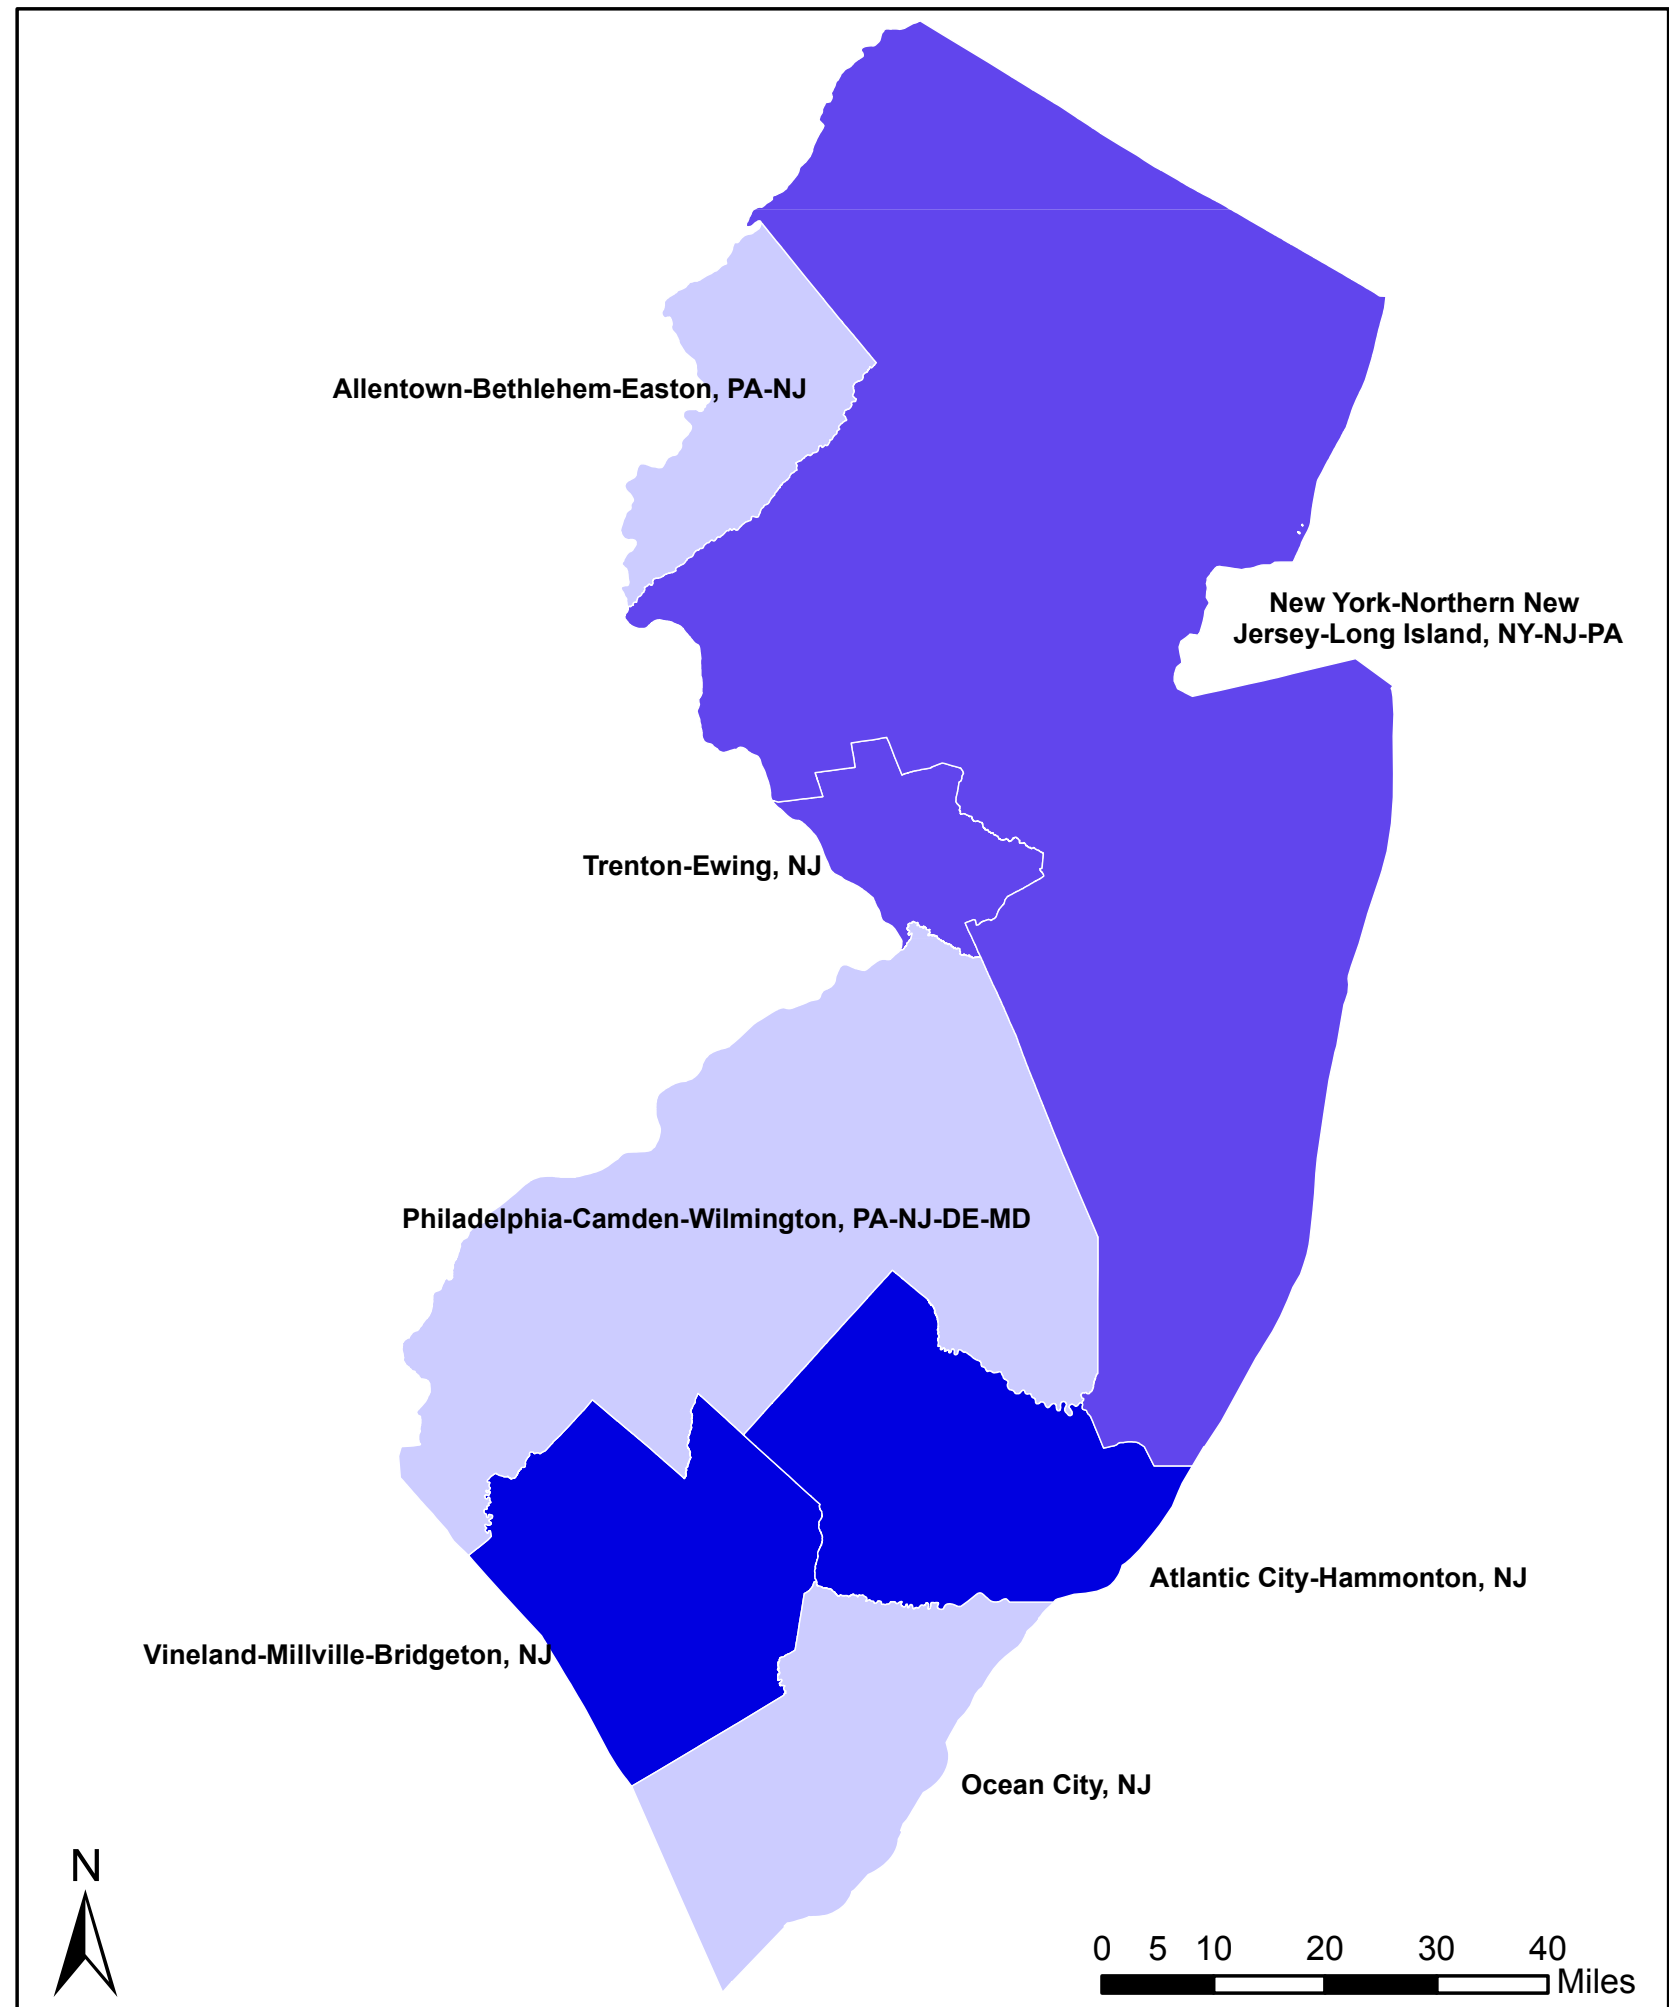 Allentown-Bethlehem-Easton, PA-NJ
New York-Northern New
Jersey-Long Island, NY-NJ-PA
Trenton-Ewing, NJ
Philadelphia-Camden-Wilmington, PA-NJ-DE-MD
Atlantic City-Hammonton, NJ
Vineland-Millville-Bridgeton, NJ
Ocean City, NJ
N
0 5 10 20 30 40
Miles